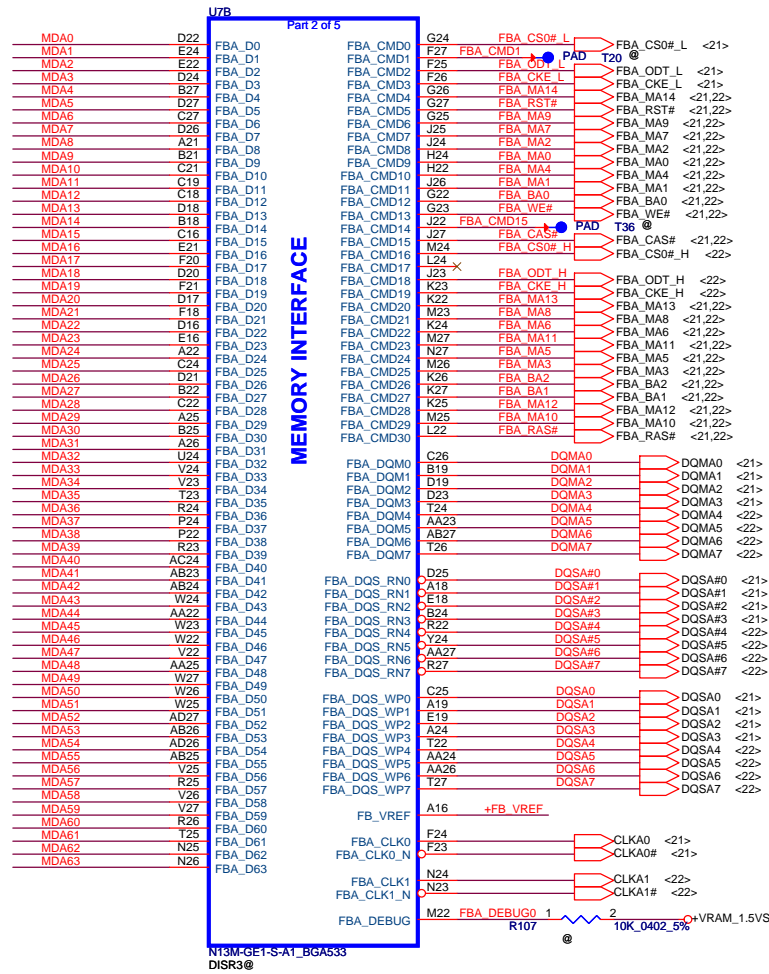 U7B
Part 2 of 5
MEMORY INTERFACE
MDA0 D22 FBA_D0
MDA1 E24 FBA_D1
MDA2 E22 FBA_D2
MDA3 D24 FBA_D3
MDA4 B27 FBA_D4
MDA5 D27 FBA_D5
MDA6 C27 FBA_D6
MDA7 D26 FBA_D7
MDA8 A21 FBA_D8
MDA9 B21 FBA_D9
MDA10 C21 FBA_D10
MDA11 C19 FBA_D11
MDA12 C18 FBA_D12
MDA13 D18 FBA_D13
MDA14 B18 FBA_D14
MDA15 C16 FBA_D15
MDA16 E21 FBA_D16
MDA17 F20 FBA_D17
MDA18 D20 FBA_D18
MDA19 F21 FBA_D19
MDA20 D17 FBA_D20
MDA21 F18 FBA_D21
MDA22 D16 FBA_D22
MDA23 E16 FBA_D23
MDA24 A22 FBA_D24
MDA25 C24 FBA_D25
MDA26 D21 FBA_D26
MDA27 B22 FBA_D27
MDA28 C22 FBA_D28
MDA29 A25 FBA_D29
MDA30 B25 FBA_D30
MDA31 A26 FBA_D31
MDA32 U24 FBA_D32
MDA33 V24 FBA_D33
MDA34 V23 FBA_D34
MDA35 T23 FBA_D35
MDA36 R24 FBA_D36
MDA37 P24 FBA_D37
MDA38 P22 FBA_D38
MDA39 R23 FBA_D39
MDA40 AC24 FBA_D40
MDA41 AB23 FBA_D41
MDA42 AB24 FBA_D42
MDA43 W24 FBA_D43
MDA44 AA22 FBA_D44
MDA45 W23 FBA_D45
MDA46 W22 FBA_D46
MDA47 V22 FBA_D47
MDA48 AA25 FBA_D48
MDA49 W27 FBA_D49
MDA50 W26 FBA_D50
MDA51 W25 FBA_D51
MDA52 AD27 FBA_D52
MDA53 AB26 FBA_D53
MDA54 AD26 FBA_D54
MDA55 AB25 FBA_D55
MDA56 V25 FBA_D56
MDA57 R25 FBA_D57
MDA58 V26 FBA_D58
MDA59 V27 FBA_D59
MDA60 R26 FBA_D60
MDA61 T25 FBA_D61
MDA62 N25 FBA_D62
MDA63 N26 FBA_D63
FBA_CMD0 G24 FBA_CS0#_L FBA_CS0#_L <21>
FBA_CMD1 F27 FBA_CMD1 PAD T20 @
FBA_CMD2 F25 FBA_ODT_L FBA_ODT_L <21>
FBA_CMD3 F26 FBA_CKE_L FBA_CKE_L <21>
FBA_CMD4 G26 FBA_MA14 FBA_MA14 <21,22>
FBA_CMD5 G27 FBA_RST# FBA_RST# <21,22>
FBA_CMD6 G25 FBA_MA9 FBA_MA9 <21,22>
FBA_CMD7 J25 FBA_MA7 FBA_MA7 <21,22>
FBA_CMD8 J24 FBA_MA2 FBA_MA2 <21,22>
FBA_CMD9 H24 FBA_MA0 FBA_MA0 <21,22>
FBA_CMD10 H22 FBA_MA4 FBA_MA4 <21,22>
FBA_CMD11 J26 FBA_MA1 FBA_MA1 <21,22>
FBA_CMD12 G22 FBA_BA0 FBA_BA0 <21,22>
FBA_CMD13 G23 FBA_WE# FBA_WE# <21,22>
FBA_CMD14 J22 FBA_CMD15 PAD T36 @
FBA_CMD15 J27 FBA_CAS# FBA_CAS# <21,22>
FBA_CMD16 M24 FBA_CS0#_H FBA_CS0#_H <22>
FBA_CMD17 L24
FBA_CMD18 J23 FBA_ODT_H FBA_ODT_H <22>
FBA_CMD19 K23 FBA_CKE_H FBA_CKE_H <22>
FBA_CMD20 K22 FBA_MA13 FBA_MA13 <21,22>
FBA_CMD21 M23 FBA_MA8 FBA_MA8 <21,22>
FBA_CMD22 K24 FBA_MA6 FBA_MA6 <21,22>
FBA_CMD23 M27 FBA_MA11 FBA_MA11 <21,22>
FBA_CMD24 N27 FBA_MA5 FBA_MA5 <21,22>
FBA_CMD25 M26 FBA_MA3 FBA_MA3 <21,22>
FBA_CMD26 K26 FBA_BA2 FBA_BA2 <21,22>
FBA_CMD27 K27 FBA_BA1 FBA_BA1 <21,22>
FBA_CMD28 K25 FBA_MA12 FBA_MA12 <21,22>
FBA_CMD29 M25 FBA_MA10 FBA_MA10 <21,22>
FBA_CMD30 L22 FBA_RAS# FBA_RAS# <21,22>
FBA_DQM0 C26 DQMA0 DQMA0 <21>
FBA_DQM1 B19 DQMA1 DQMA1 <21>
FBA_DQM2 D19 DQMA2 DQMA2 <21>
FBA_DQM3 D23 DQMA3 DQMA3 <21>
FBA_DQM4 T24 DQMA4 DQMA4 <22>
FBA_DQM5 AA23 DQMA5 DQMA5 <22>
FBA_DQM6 AB27 DQMA6 DQMA6 <22>
FBA_DQM7 T26 DQMA7 DQMA7 <22>
FBA_DQS_RN0 D25 DQSA#0 DQSA#0 <21>
FBA_DQS_RN1 A18 DQSA#1 DQSA#1 <21>
FBA_DQS_RN2 E18 DQSA#2 DQSA#2 <21>
FBA_DQS_RN3 B24 DQSA#3 DQSA#3 <21>
FBA_DQS_RN4 R22 DQSA#4 DQSA#4 <22>
FBA_DQS_RN5 Y24 DQSA#5 DQSA#5 <22>
FBA_DQS_RN6 AA27 DQSA#6 DQSA#6 <22>
FBA_DQS_RN7 R27 DQSA#7 DQSA#7 <22>
FBA_DQS_WP0 C25 DQSA0 DQSA0 <21>
FBA_DQS_WP1 A19 DQSA1 DQSA1 <21>
FBA_DQS_WP2 E19 DQSA2 DQSA2 <21>
FBA_DQS_WP3 A24 DQSA3 DQSA3 <21>
FBA_DQS_WP4 T22 DQSA4 DQSA4 <22>
FBA_DQS_WP5 AA24 DQSA5 DQSA5 <22>
FBA_DQS_WP6 AA26 DQSA6 DQSA6 <22>
FBA_DQS_WP7 T27 DQSA7 DQSA7 <22>
FB_VREF A16 +FB_VREF
FBA_CLK0 F24 CLKA0 <21>
FBA_CLK0_N F23 CLKA0# <21>
FBA_CLK1 N24 CLKA1 <22>
FBA_CLK1_N N23 CLKA1# <22>
FBA_DEBUG M22 FBA_DEBUG0 1 2 +VRAM_1.5VS
R107 10K_0402_5%
@
N13M-GE1-S-A1_BGA533
DISR3@